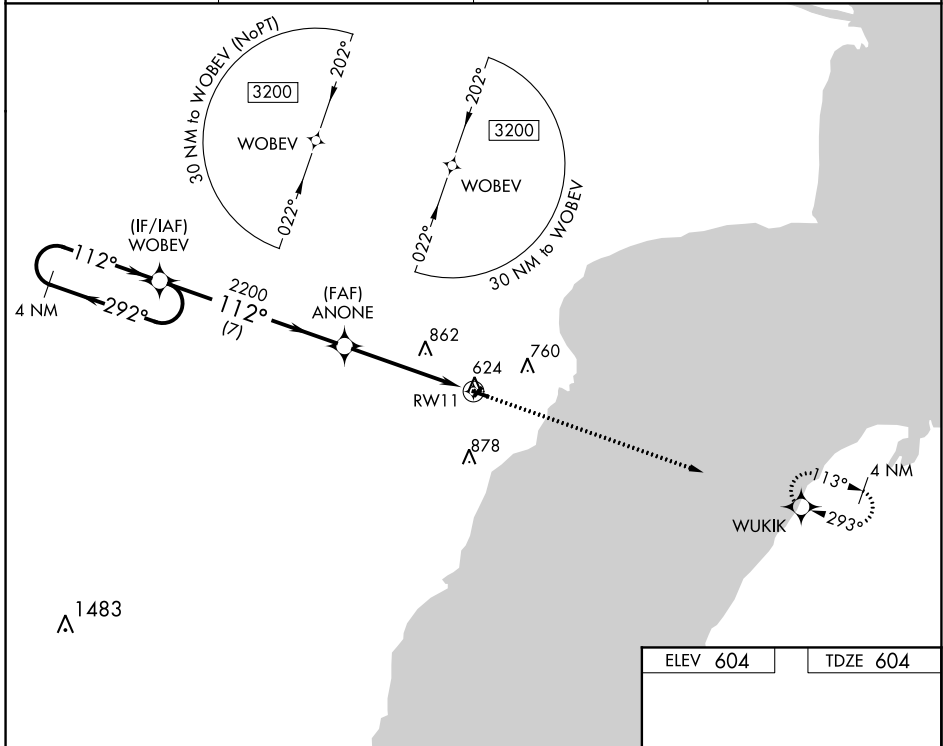 30 NM to WOBEV (NoPT)
3200
202°
WOBEV
022°
202°
3200
WOBEV
022°
30 NM to WOBEV
(IF/IAF)
WOBEV
112°
292°
4 NM
2200
112°
(7)
(FAF)
ANONE
862
760
624
RW11
878
113°
4 NM
293°
WUKIK
1483
ELEV 604
TDZE 604